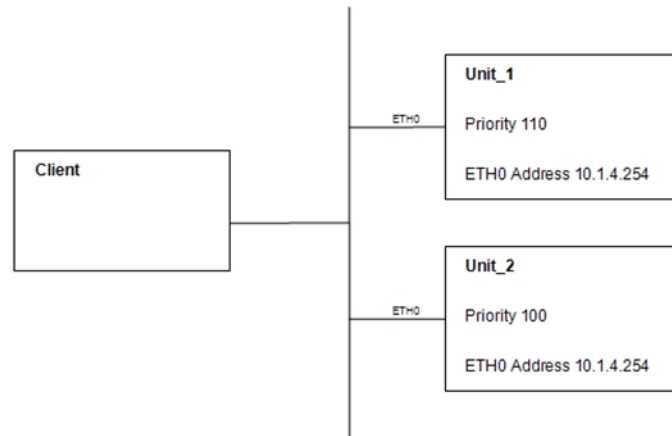 Unit_1
ETH0
Priority 110
ETH0 Address 10.1.4.254
Client
Unit_2
ETH0
Priority 100
ETH0 Address 10.1.4.254